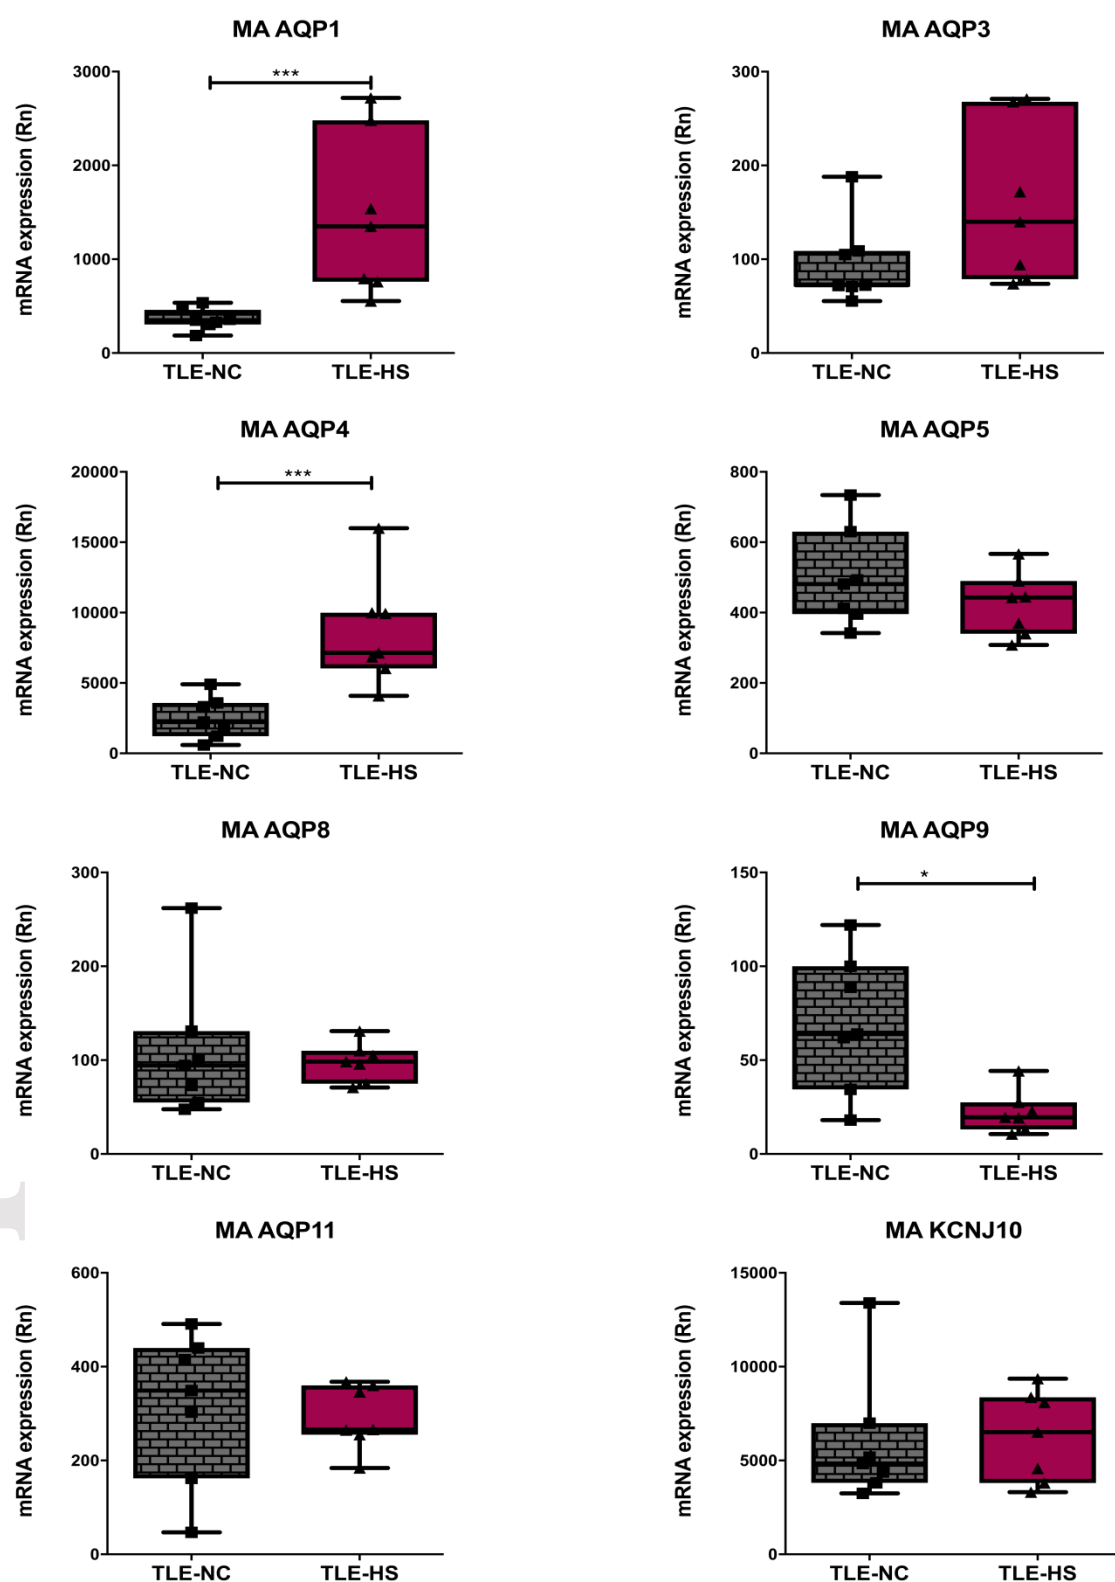 MA AQP1
mRNA expression (Rn)
3000
2000
1000
0
***
TLE-NC TLE-HS
MA AQP3
mRNA expression (Rn)
300
200
100
0
TLE-NC TLE-HS
MA AQP4
mRNA expression (Rn)
20000
15000
10000
5000
0
***
TLE-NC TLE-HS
MA AQP5
mRNA expression (Rn)
800
600
400
200
0
TLE-NC TLE-HS
MA AQP8
mRNA expression (Rn)
300
200
100
0
TLE-NC TLE-HS
MA AQP9
mRNA expression (Rn)
150
100
50
0
*
TLE-NC TLE-HS
MA AQP11
mRNA expression (Rn)
600
400
200
0
TLE-NC TLE-HS
MA KCNJ10
mRNA expression (Rn)
15000
10000
5000
0
TLE-NC TLE-HS